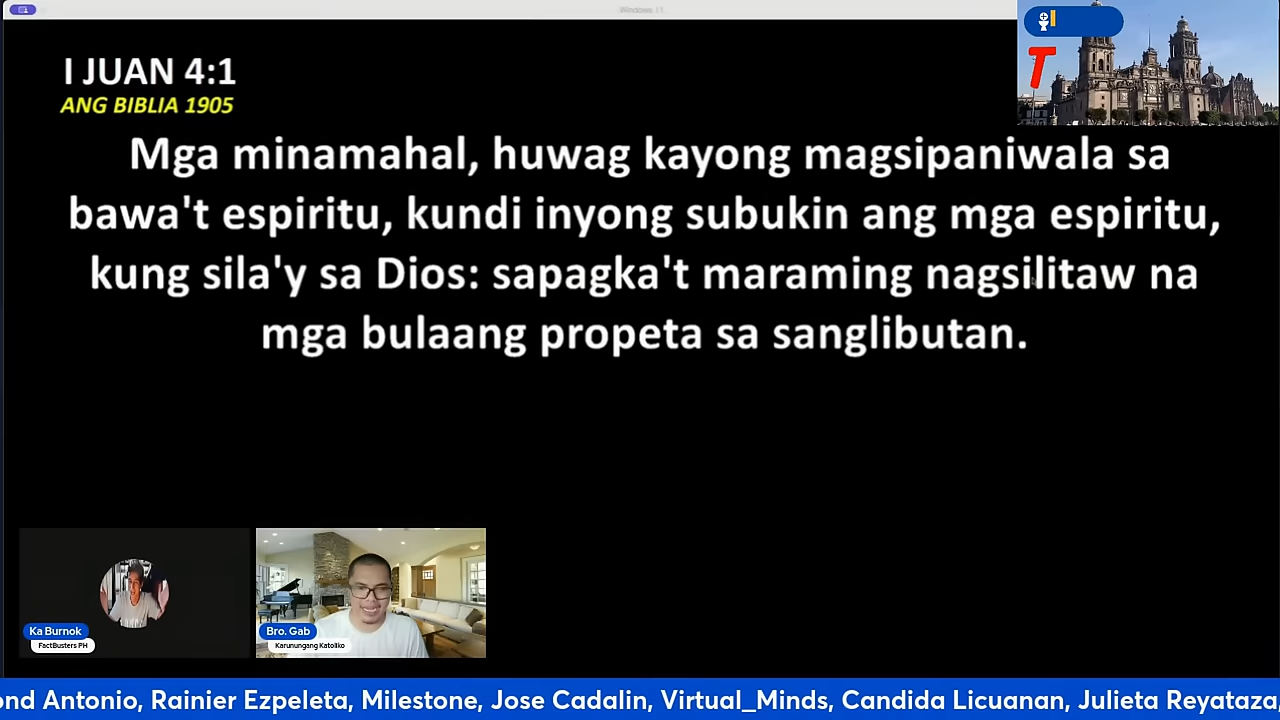 Windows 11
T
I JUAN 4:1
ANG BIBLIA 1905
Mga minamahal, huwag kayong magsipaniwala sa
bawa't espiritu, kundi inyong subukin ang mga espiritu,
kung sila'y sa Dios: sapagka't maraming nagsilitaw na
mga bulaang propeta sa sanglibutan.
Ka Burnok
FactBusters PH
Bro. Gab
Karunungang Katoliko
ond Antonio, Rainier Ezpeleta, Milestone, Jose Cadalin, Virtual_Minds, Candida Licuanan, Julieta Reyataza,